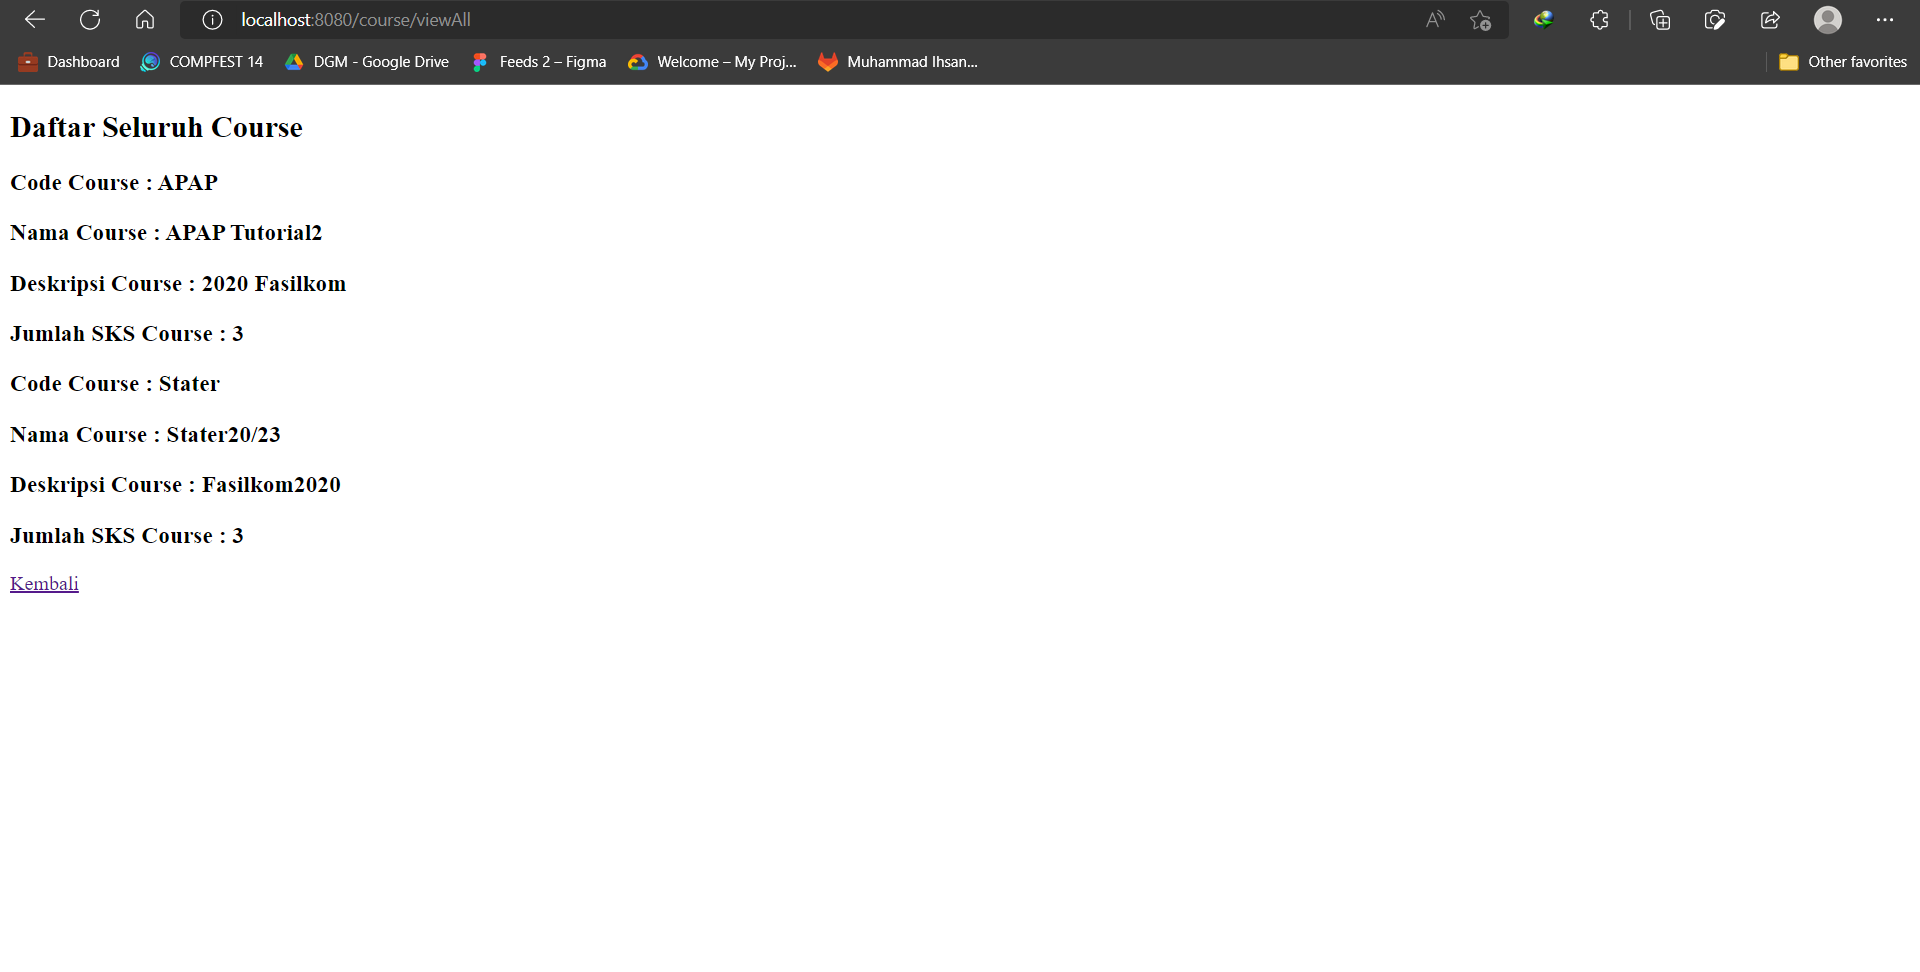 localhost:8080/course/viewAll
Dashboard COMPFEST 14 DGM - Google Drive Feeds 2 – Figma Welcome – My Proj... Muhammad Ihsan... Other favorites
Daftar Seluruh Course
Code Course : APAP
Nama Course : APAP Tutorial2
Deskripsi Course : 2020 Fasilkom
Jumlah SKS Course : 3
Code Course : Stater
Nama Course : Stater20/23
Deskripsi Course : Fasilkom2020
Jumlah SKS Course : 3
Kembali